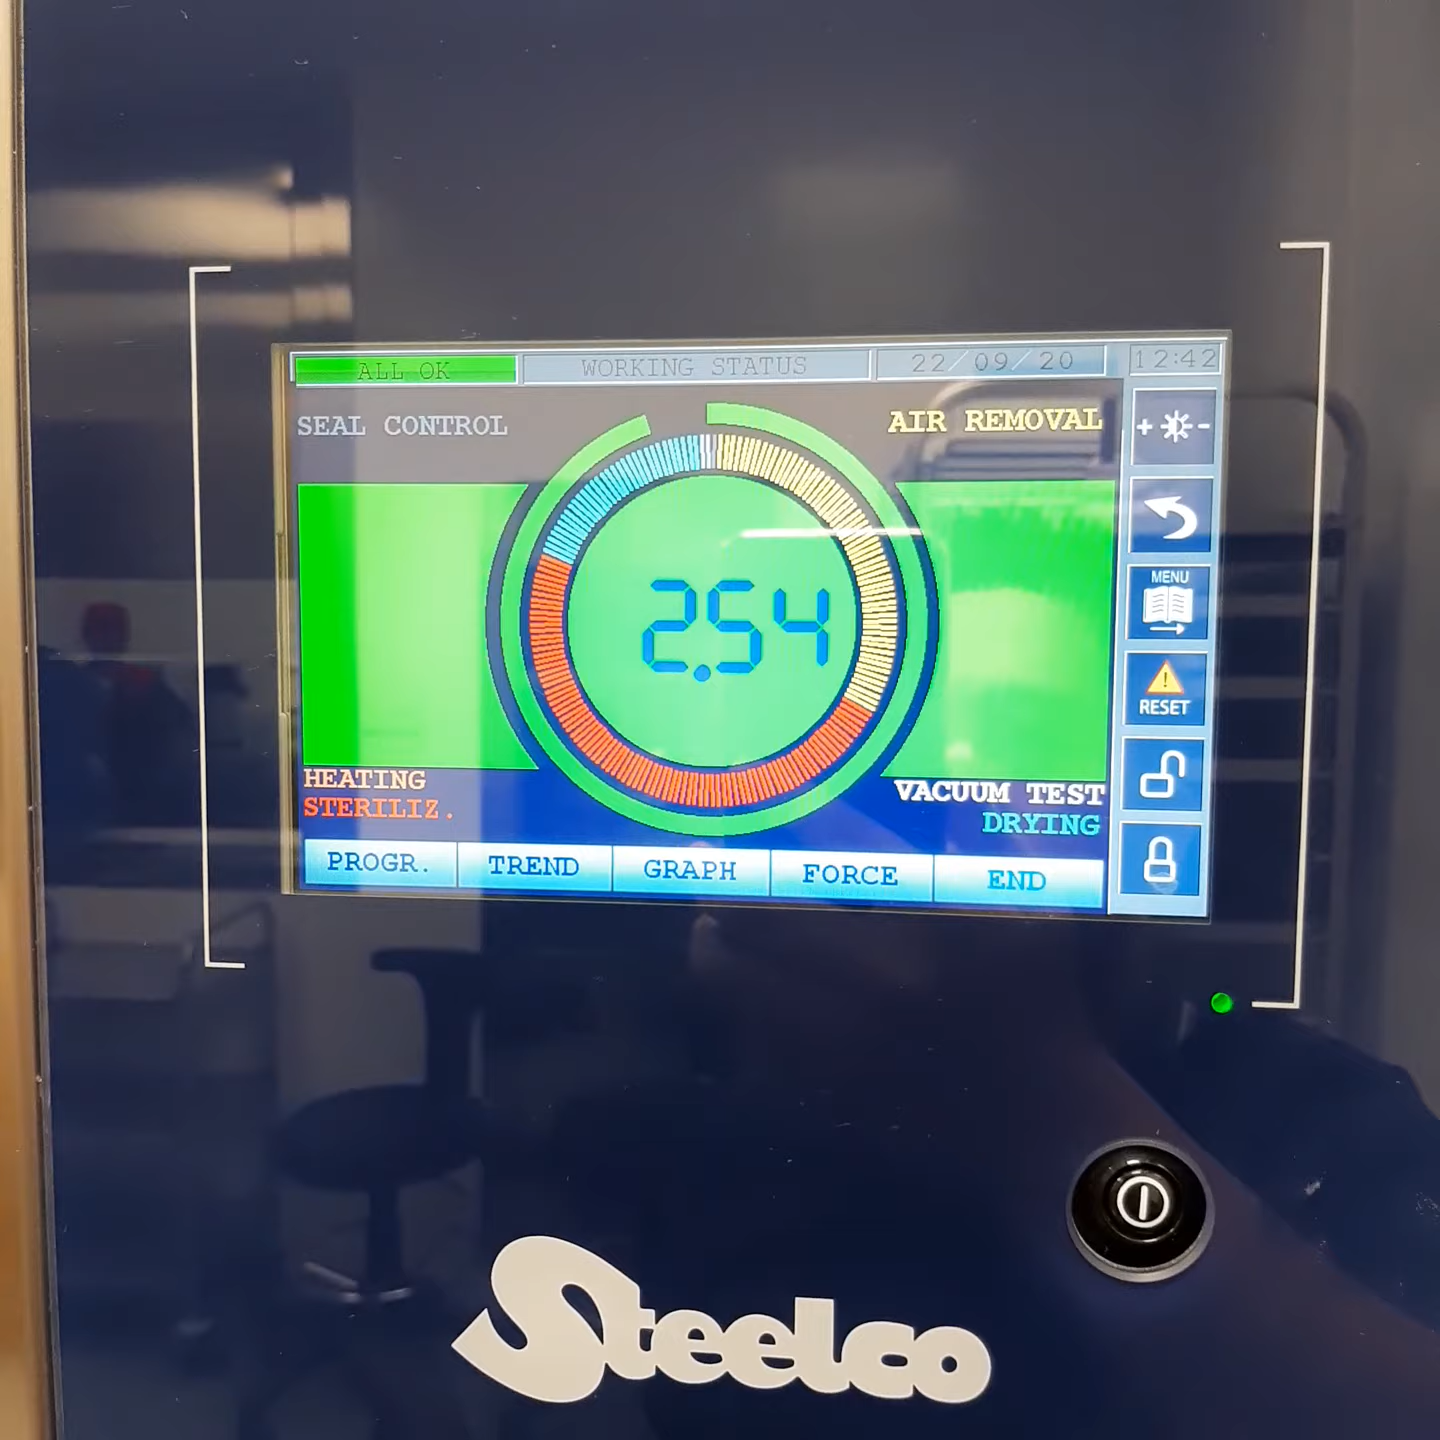 ALL OK
WORKING STATUS
22/09/20
12:42
SEAL CONTROL
AIR REMOVAL
+ -
2.54
MENU
RESET
HEATING
STERILIZ.
VACUUM TEST
DRYING
PROGR.
TREND
GRAPH
FORCE
END
Steelco